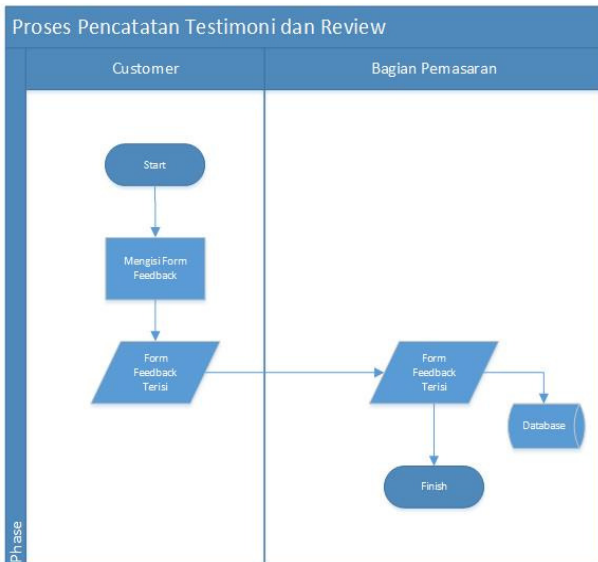 Proses Pencatatan Testimoni dan Review
Customer
Bagian Pemasaran
Start
Mengisi Form
Feedback
Form
Feedback
Terisi
Form
Feedback
Terisi
Database
Finish
Phase